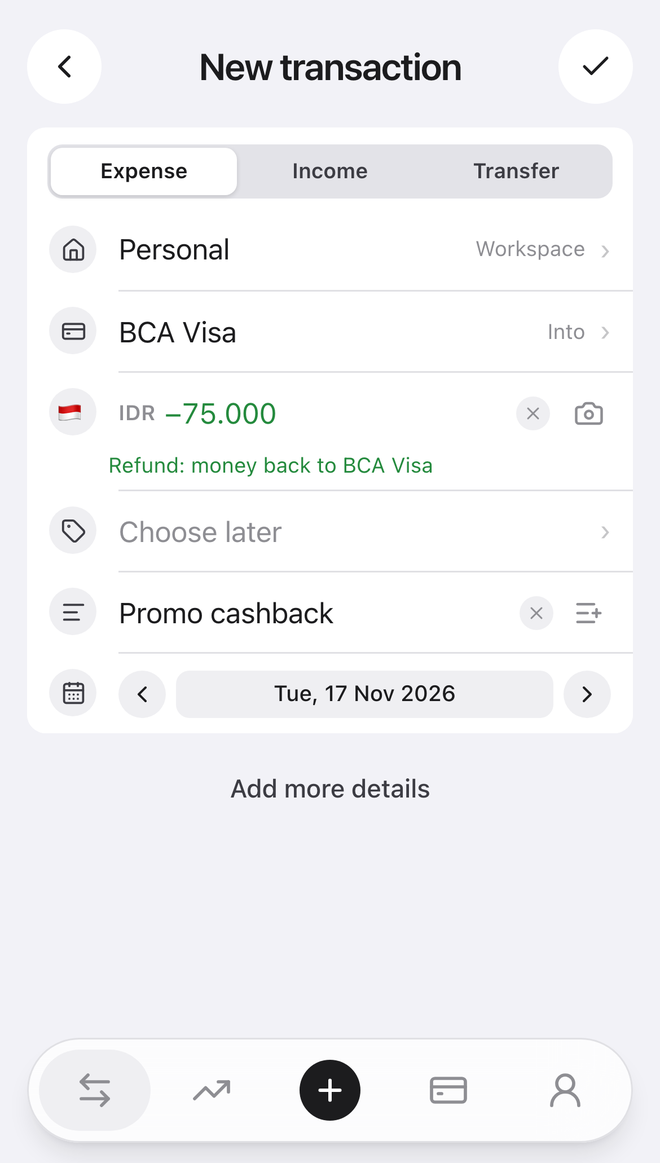 New transaction
Expense Income Transfer
Personal Workspace
BCA Visa Into
IDR –75.000
Refund: money back to BCA Visa
Choose later
Promo cashback
Tue, 17 Nov 2026
Add more details